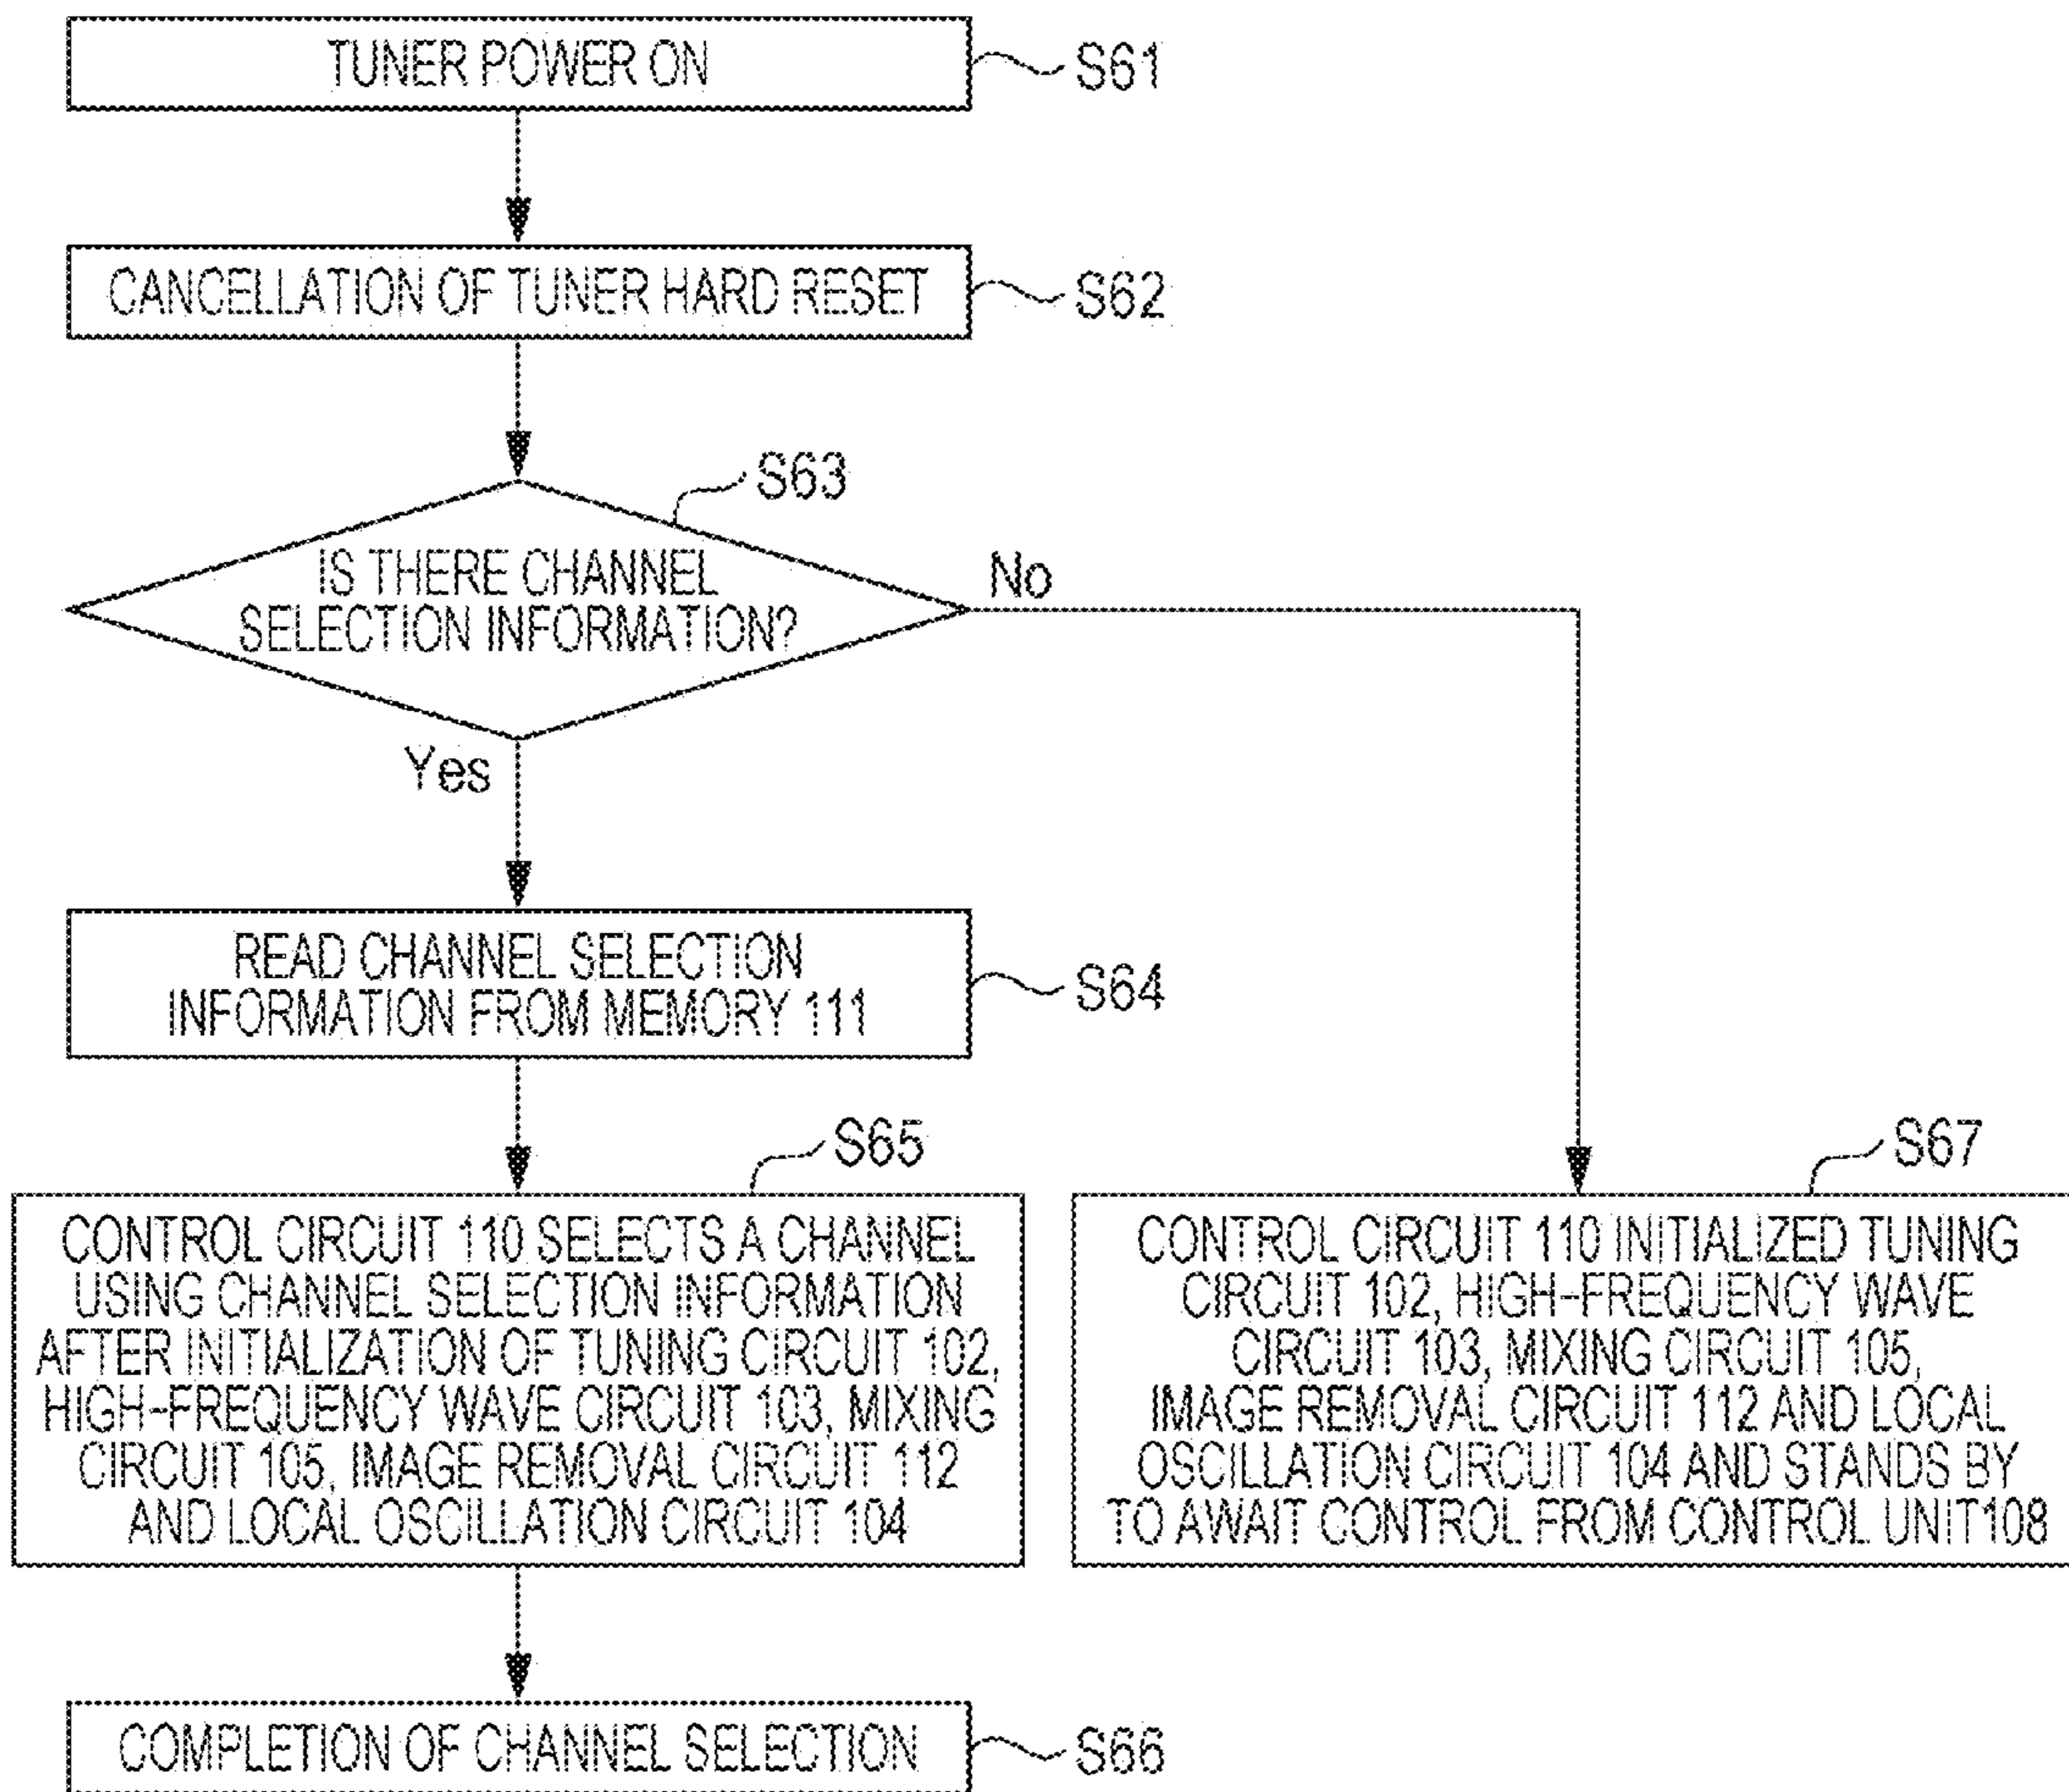 TUNER POWER ON
S61
CANCELLATION OF TUNER HARD RESET
S62
S63
IS THERE CHANNEL
SELECTION INFORMATION?
No
Yes
READ CHANNEL SELECTION
INFORMATION FROM MEMORY 111
S64
S65
CONTROL CIRCUIT 110 SELECTS A CHANNEL
USING CHANNEL SELECTION INFORMATION
AFTER INITIALIZATION OF TUNING CIRCUIT 102,
HIGH-FREQUENCY WAVE CIRCUIT 103, MIXING
CIRCUIT 105, IMAGE REMOVAL CIRCUIT 112
AND LOCAL OSCILLATION CIRCUIT 104
S67
CONTROL CIRCUIT 110 INITIALIZED TUNING
CIRCUIT 102, HIGH-FREQUENCY WAVE
CIRCUIT 103, MIXING CIRCUIT 105,
IMAGE REMOVAL CIRCUIT 112 AND LOCAL
OSCILLATION CIRCUIT 104 AND STANDS BY
TO AWAIT CONTROL FROM CONTROL UNIT108
COMPLETION OF CHANNEL SELECTION
S66